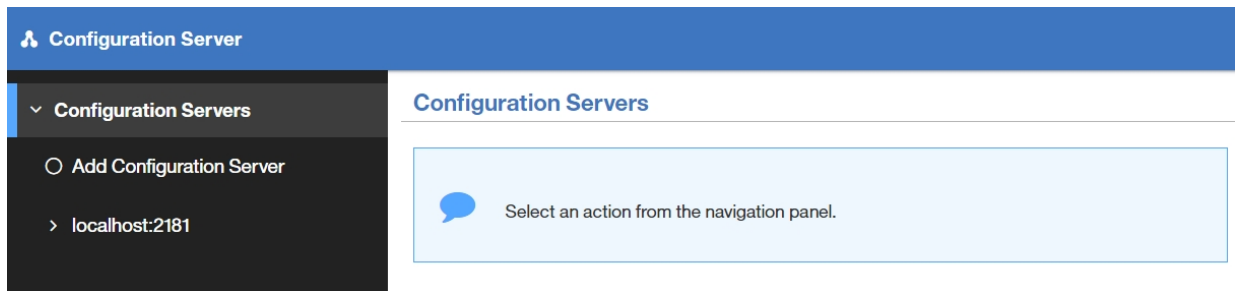 Configuration Server
Configuration Servers
Add Configuration Server
localhost:2181
Configuration Servers
Select an action from the navigation panel.